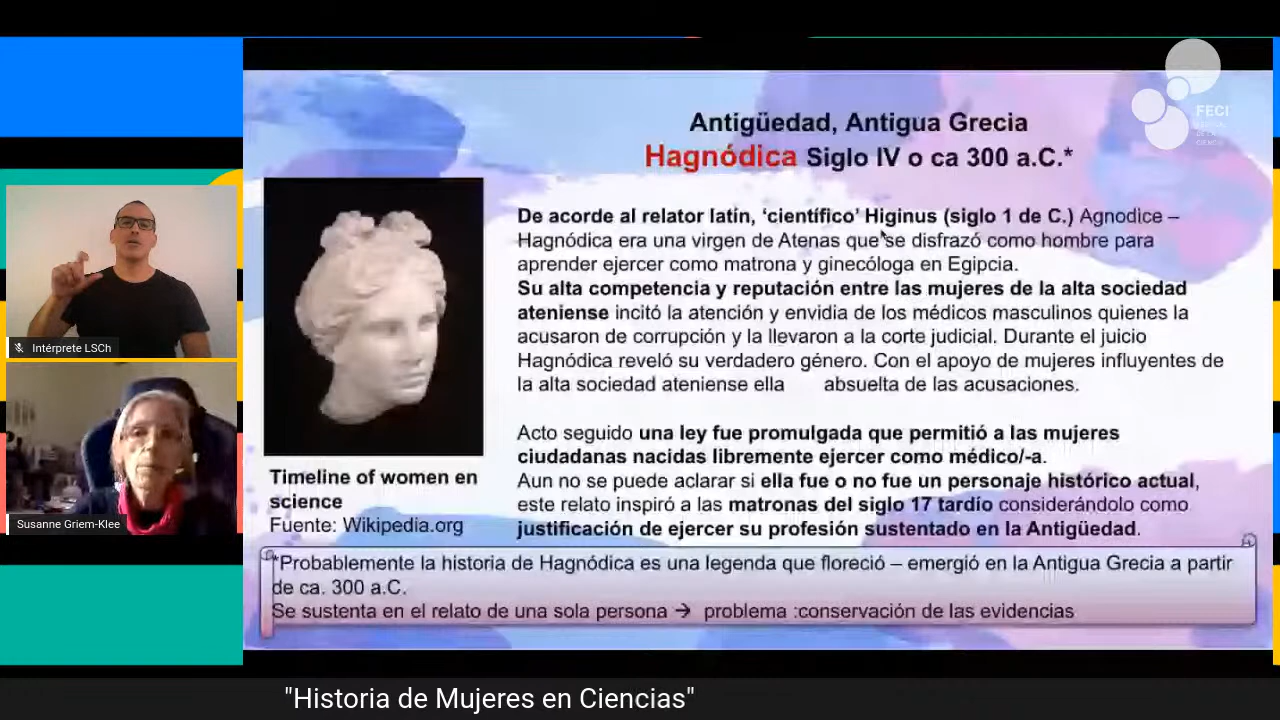 FECI
Antigüedad, Antigua Grecia
Hagnódica Siglo IV o ca 300 a.C.*
De acorde al relator latín, ‘científico’ Higinus (siglo 1 de C.) Agnodice –
Hagnódica era una virgen de Atenas que se disfrazó como hombre para
aprender ejercer como matrona y ginecóloga en Egipcia.
Su alta competencia y reputación entre las mujeres de la alta sociedad
ateniense incitó la atención y envidia de los médicos masculinos quienes la
acusaron de corrupción y la llevaron a la corte judicial. Durante el juicio
Hagnódica reveló su verdadero género. Con el apoyo de mujeres influyentes de
la alta sociedad ateniense ella absuelta de las acusaciones.
Acto seguido una ley fue promulgada que permitió a las mujeres
ciudadanas nacidas libremente ejercer como médico/-a.
Aun no se puede aclarar si ella fue o no fue un personaje histórico actual,
este relato inspiró a las matronas del siglo 17 tardío considerándolo como
justificación de ejercer su profesión sustentado en la Antigüedad.
Timeline of women en
science
Fuente: Wikipedia.org
*Probablemente la historia de Hagnódica es una legenda que floreció – emergió en la Antigua Grecia a partir
de ca. 300 a.C.
Se sustenta en el relato de una sola persona → problema :conservación de las evidencias
Intérprete LSCh
Susanne Griem-Klee
"Historia de Mujeres en Ciencias"